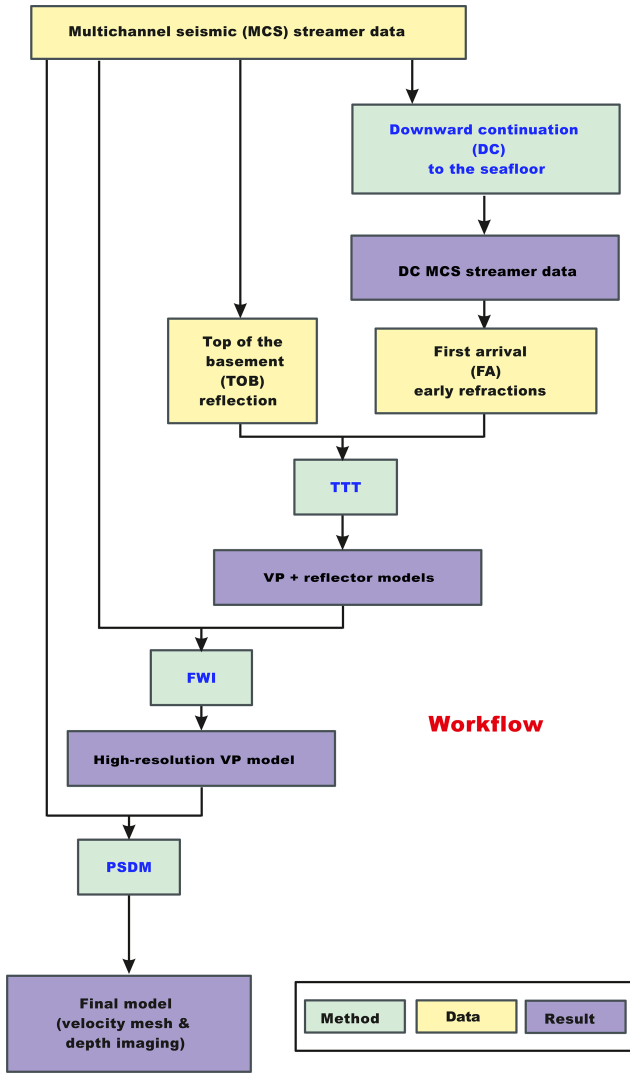 Multichannel seismic (MCS) streamer data
Downward continuation
(DC)
to the seafloor
DC MCS streamer data
Top of the
basement
(TOB)
reflection
First arrival
(FA)
early refractions
TTT
VP + reflector models
FWI
Workflow
High-resolution VP model
PSDM
Final model
(velocity mesh &
depth imaging)
Method
Data
Result